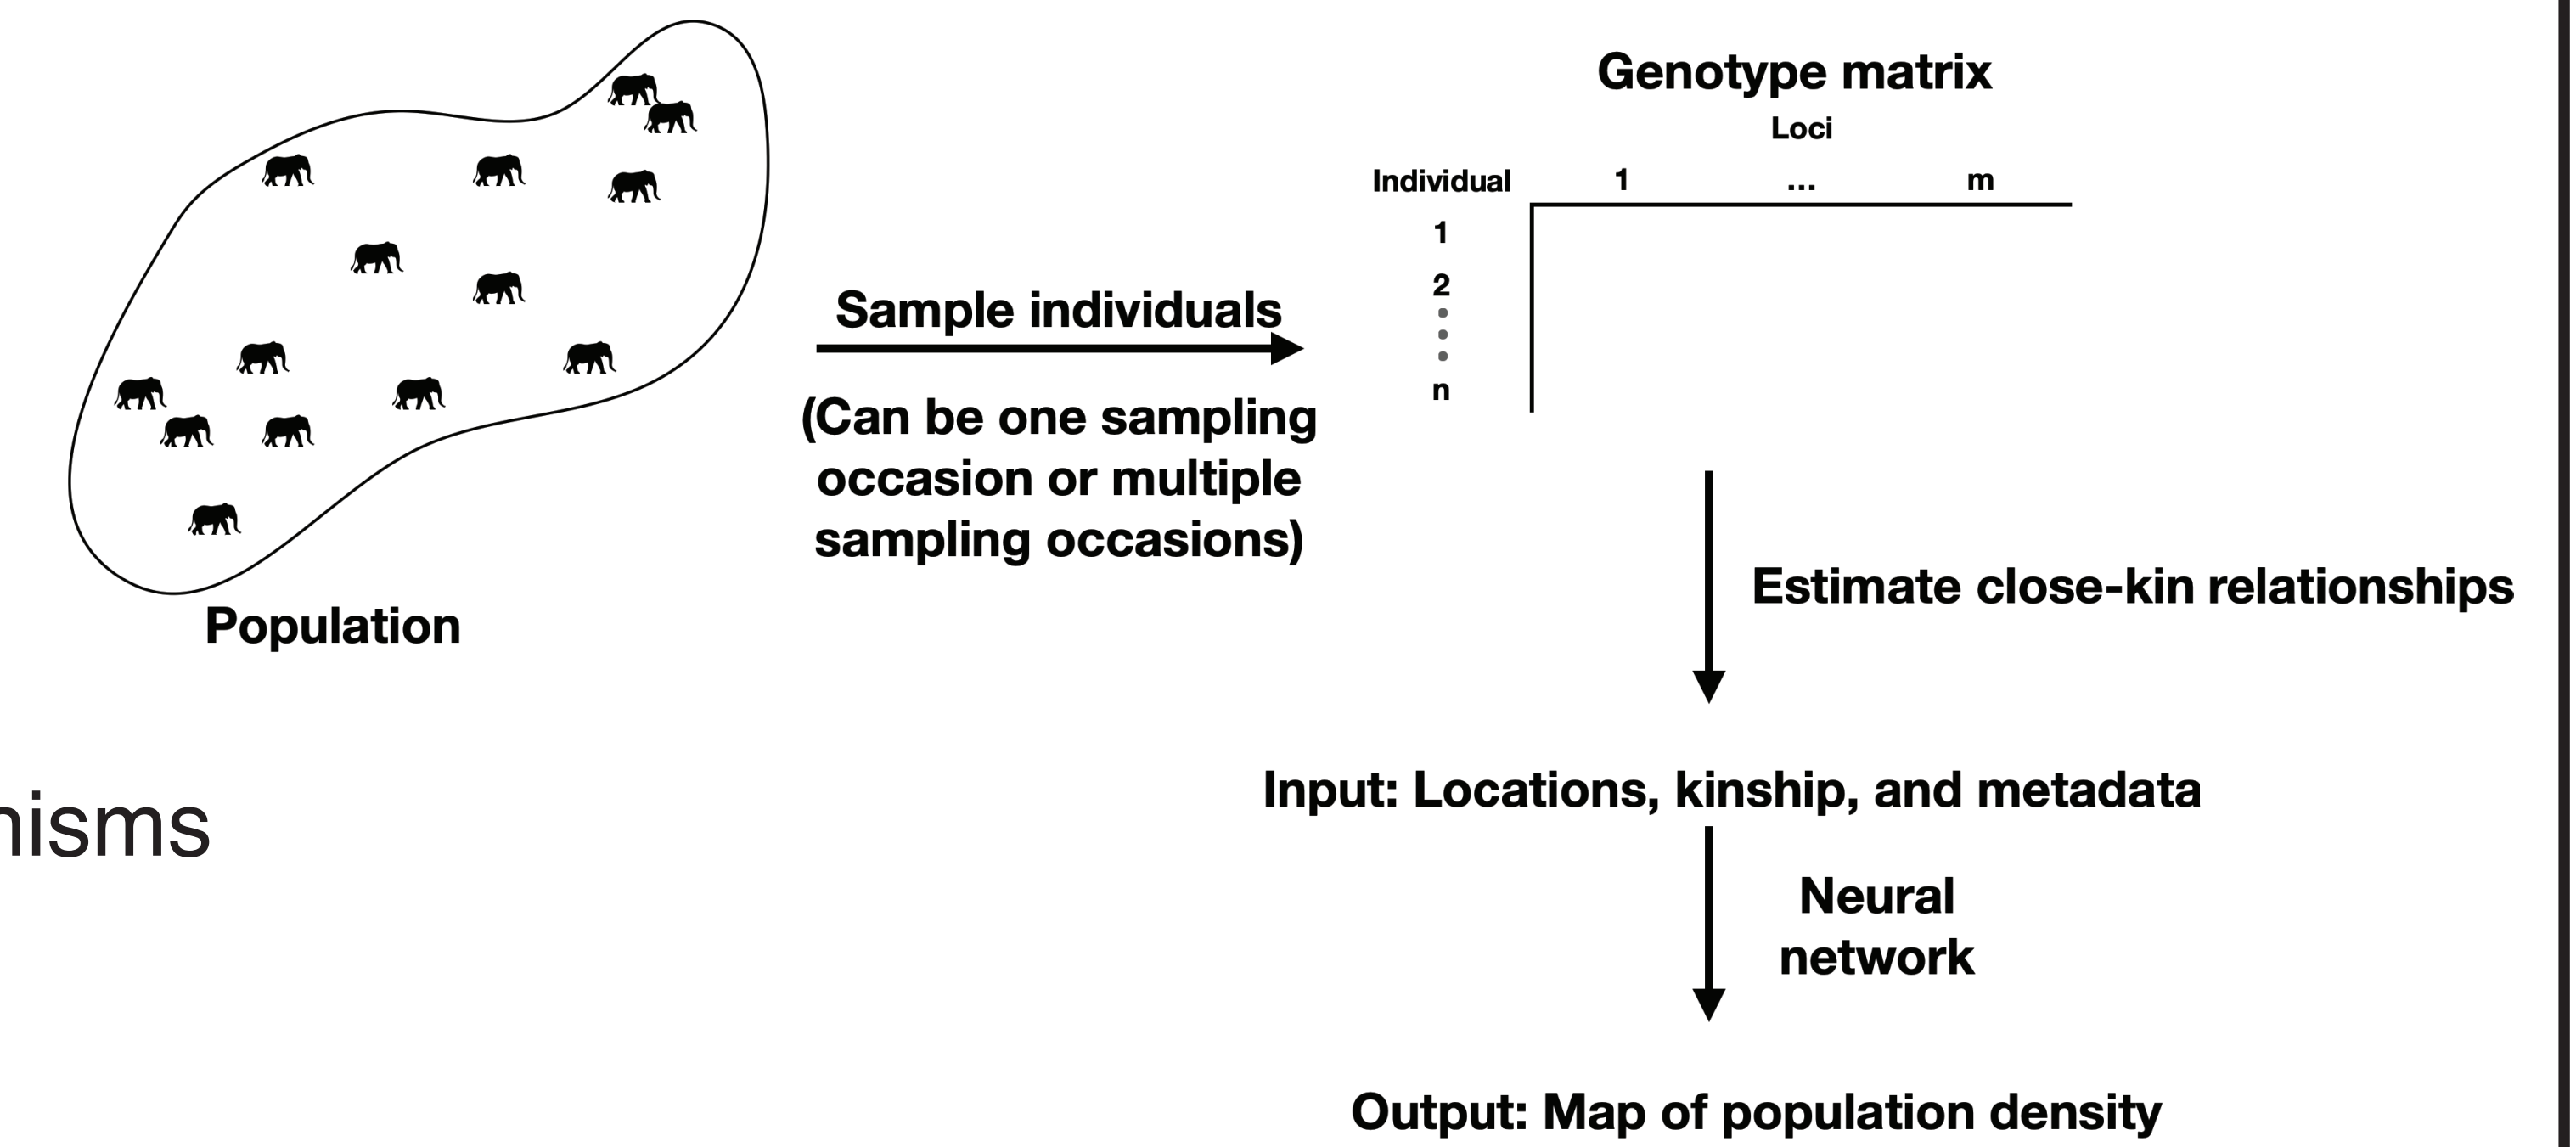 Genotype matrix
Loci
Individual 1 ... m
1
2
n
Sample individuals
(Can be one sampling
occasion or multiple
sampling occasions)
Population
Estimate close-kin relationships
Input: Locations, kinship, and metadata
nisms
Neural
network
Output: Map of population density